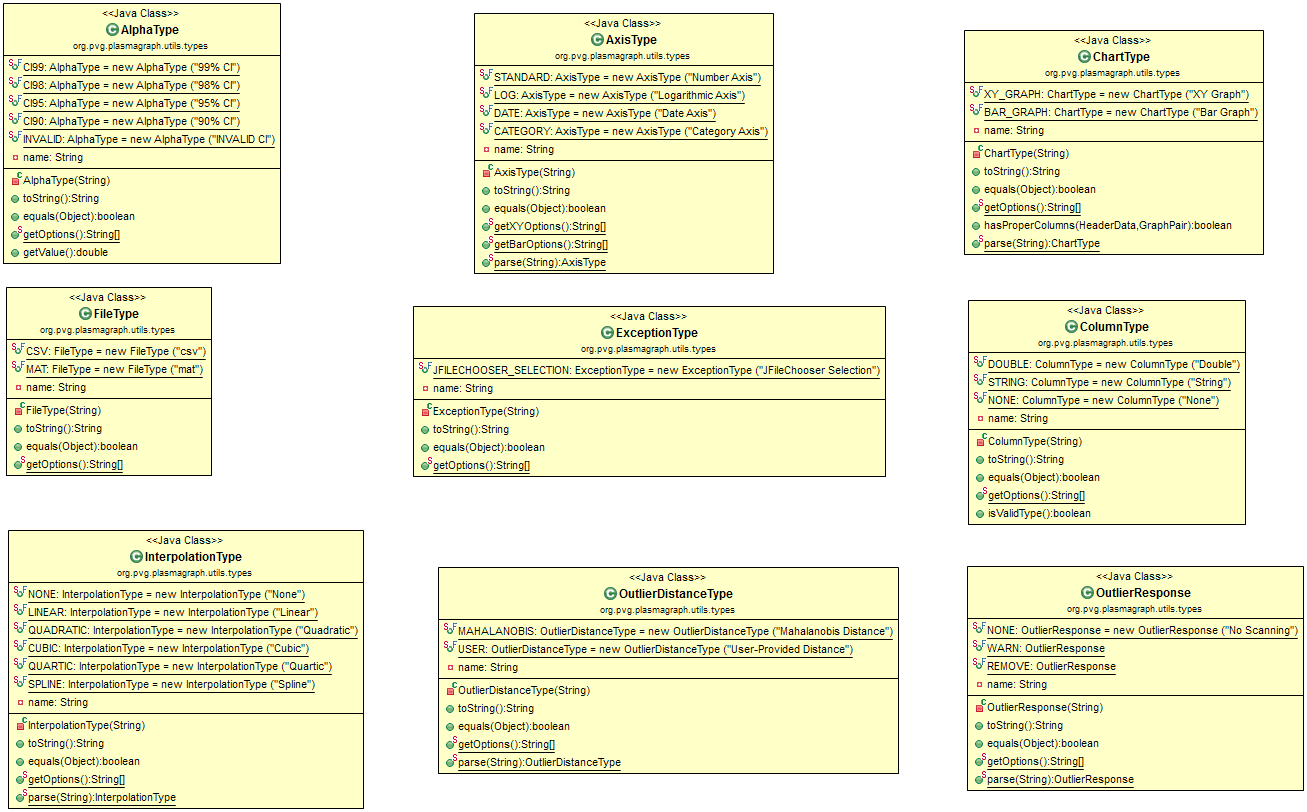 <<Java Class>>
AlphaType
org.pvg.plasmagraph.utils.types
CI99: AlphaType = new AlphaType ("99% CI")
CI98: AlphaType = new AlphaType ("98% CI")
CI95: AlphaType = new AlphaType ("95% CI")
CI90: AlphaType = new AlphaType ("90% CI")
INVALID: AlphaType = new AlphaType ("INVALID CI")
name: String
AlphaType(String)
toString():String
equals(Object):boolean
getOptions():String[]
getValue():double
<<Java Class>>
AxisType
org.pvg.plasmagraph.utils.types
STANDARD: AxisType = new AxisType ("Number Axis")
LOG: AxisType = new AxisType ("Logarithmic Axis")
DATE: AxisType = new AxisType ("Date Axis")
CATEGORY: AxisType = new AxisType ("Category Axis")
name: String
AxisType(String)
toString():String
equals(Object):boolean
getXYOptions():String[]
getBarOptions():String[]
parse(String):AxisType
<<Java Class>>
ChartType
org.pvg.plasmagraph.utils.types
XY_GRAPH: ChartType = new ChartType ("XY Graph")
BAR_GRAPH: ChartType = new ChartType ("Bar Graph")
name: String
ChartType(String)
toString():String
equals(Object):boolean
getOptions():String[]
hasProperColumns(HeaderData,GraphPair):boolean
parse(String):ChartType
<<Java Class>>
FileType
org.pvg.plasmagraph.utils.types
CSV: FileType = new FileType ("csv")
MAT: FileType = new FileType ("mat")
name: String
FileType(String)
toString():String
equals(Object):boolean
getOptions():String[]
<<Java Class>>
ExceptionType
org.pvg.plasmagraph.utils.types
JFILECHOOSER_SELECTION: ExceptionType = new ExceptionType ("JFileChooser Selection")
name: String
ExceptionType(String)
toString():String
equals(Object):boolean
getOptions():String[]
<<Java Class>>
ColumnType
org.pvg.plasmagraph.utils.types
DOUBLE: ColumnType = new ColumnType ("Double")
STRING: ColumnType = new ColumnType ("String")
NONE: ColumnType = new ColumnType ("None")
name: String
ColumnType(String)
toString():String
equals(Object):boolean
getOptions():String[]
isValidType():boolean
<<Java Class>>
InterpolationType
org.pvg.plasmagraph.utils.types
NONE: InterpolationType = new InterpolationType ("None")
LINEAR: InterpolationType = new InterpolationType ("Linear")
QUADRATIC: InterpolationType = new InterpolationType ("Quadratic")
CUBIC: InterpolationType = new InterpolationType ("Cubic")
QUARTIC: InterpolationType = new InterpolationType ("Quartic")
SPLINE: InterpolationType = new InterpolationType ("Spline")
name: String
InterpolationType(String)
toString():String
equals(Object):boolean
getOptions():String[]
parse(String):InterpolationType
<<Java Class>>
OutlierDistanceType
org.pvg.plasmagraph.utils.types
MAHALANOBIS: OutlierDistanceType = new OutlierDistanceType ("Mahalanobis Distance")
USER: OutlierDistanceType = new OutlierDistanceType ("User-Provided Distance")
name: String
OutlierDistanceType(String)
toString():String
equals(Object):boolean
getOptions():String[]
parse(String):OutlierDistanceType
<<Java Class>>
OutlierResponse
org.pvg.plasmagraph.utils.types
NONE: OutlierResponse = new OutlierResponse ("No Scanning")
WARN: OutlierResponse
REMOVE: OutlierResponse
name: String
OutlierResponse(String)
toString():String
equals(Object):boolean
getOptions():String[]
parse(String):OutlierResponse